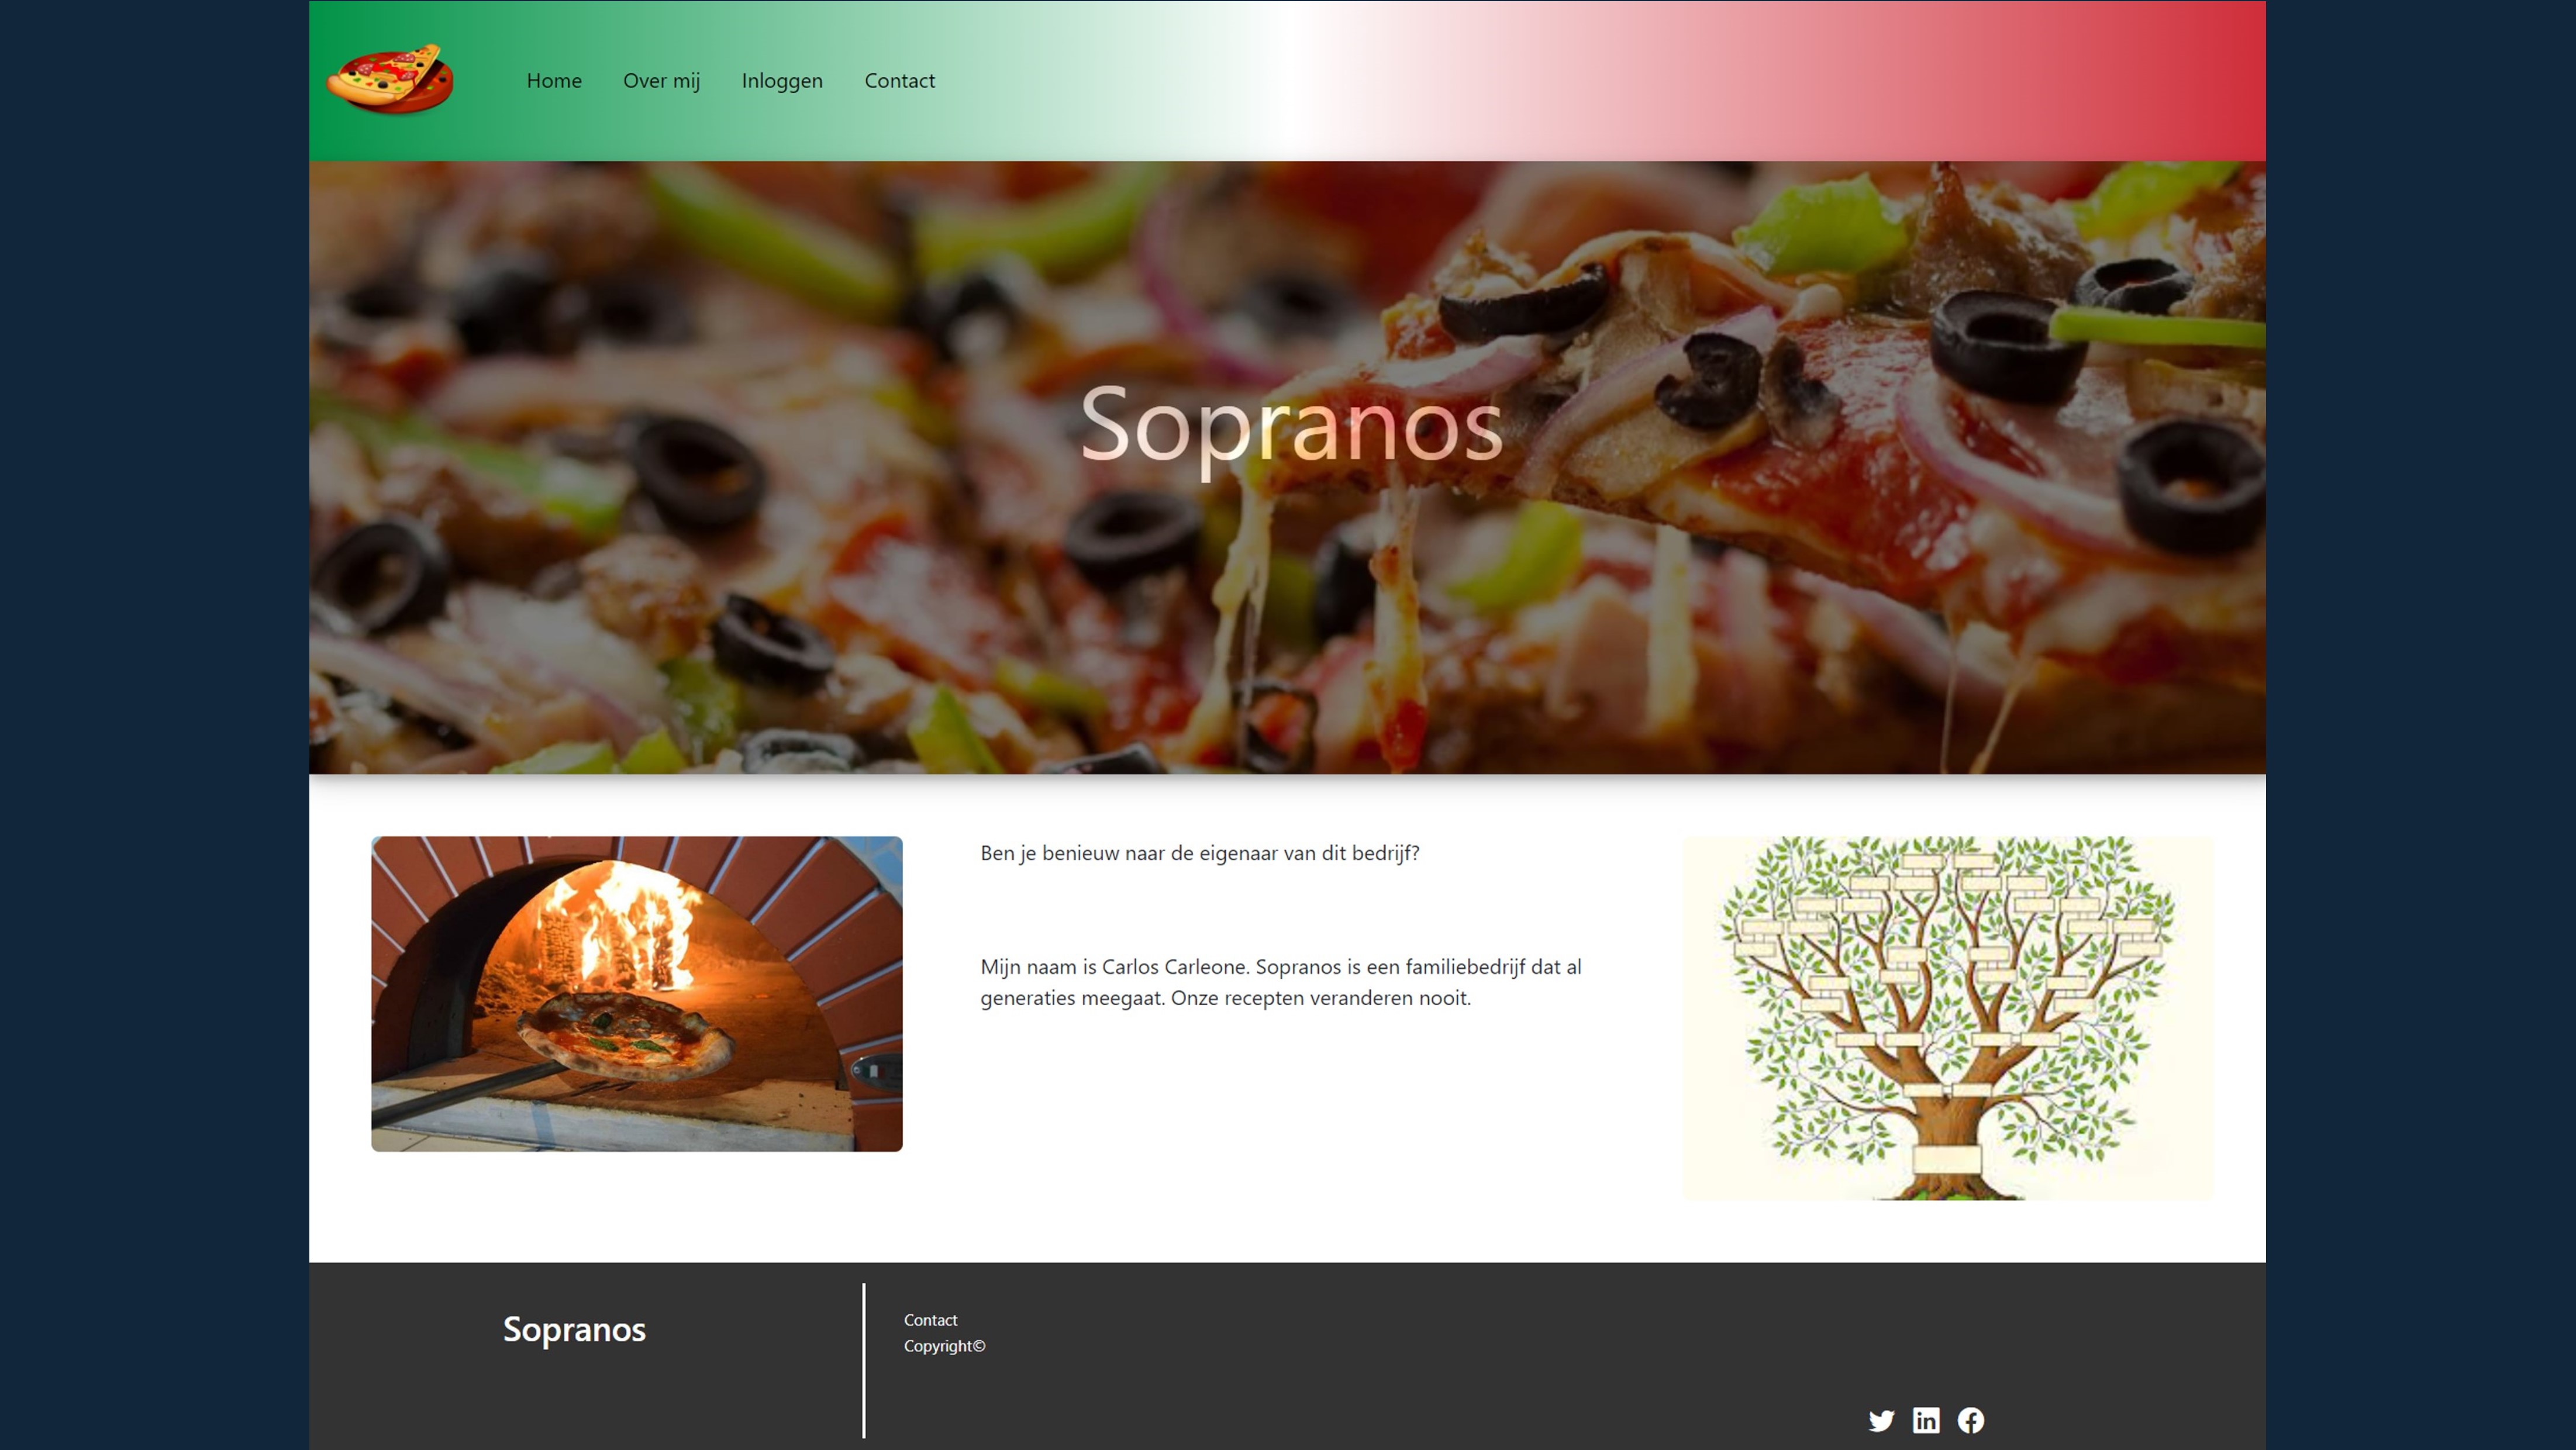 Home
Over mij
Inloggen
Contact
Sopranos
Ben je benieuw naar de eigenaar van dit bedrijf?
Mijn naam is Carlos Carleone. Sopranos is een familiebedrijf dat al
generaties meegaat. Onze recepten veranderen nooit.
Sopranos
Contact
Copyright©
in